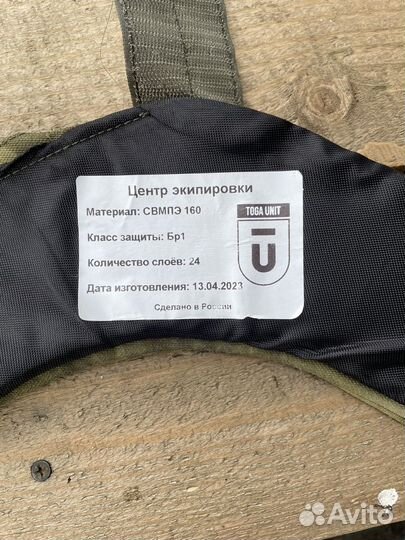 Центр экипировки
Материал: СВМПЭ 160
Класс защиты: Бр1
Количество слоёв: 24
Дата изготовления: 13.04.2023
Сделано в России
TOGA UNIT
U
Avito